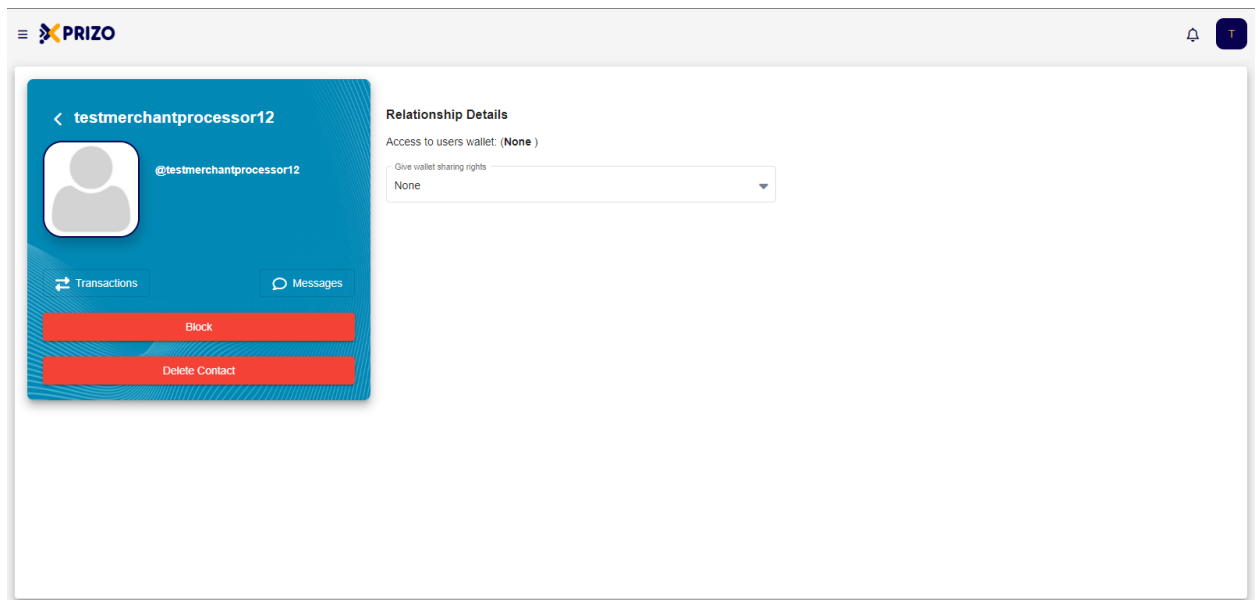 XPRIZO
T
testmerchantprocessor12
@testmerchantprocessor12
Transactions
Messages
Block
Delete Contact
Relationship Details
Access to users wallet: (None )
Give wallet sharing rights
None